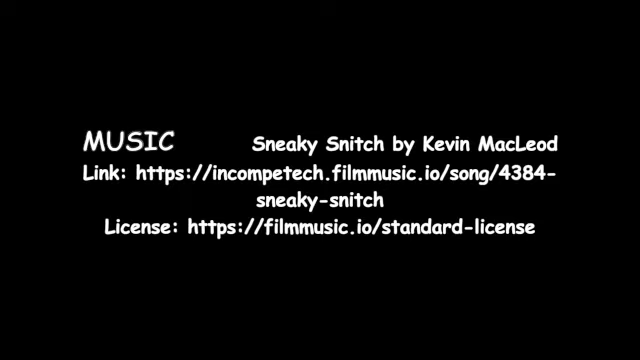 MUSIC Sneaky Snitch by Kevin MacLeod
Link: https://incompetech.filmmusic.io/song/4384-
sneaky-snitch
License: https://filmmusic.io/standard-license